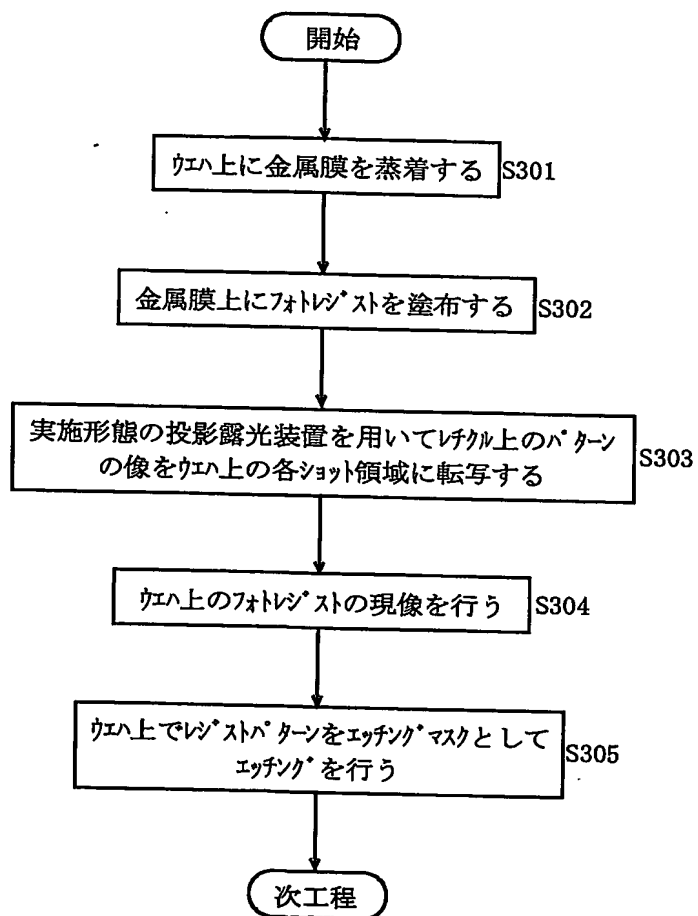 開始
ウエハ上に金属膜を蒸着する
S301
金属膜上にフォトレジストを塗布する
S302
実施形態の投影露光装置を用いてレチクル上のパターン
の像をウエハ上の各ショット領域に転写する
S303
ウエハ上のフォトレジストの現像を行う
S304
ウエハ上でレジストパターンをエッチングマスクとして
エッチングを行う
S305
次工程